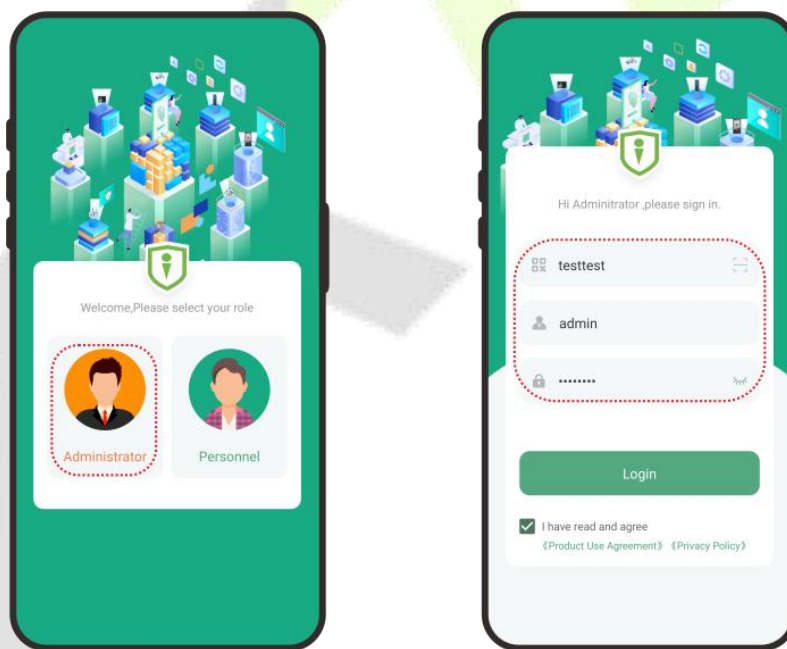 Welcome,Please select your role
Administrator
Personnel
Hi Adminitrator ,please sign in.
testtest
admin
••••••••
Login
I have read and agree
《Product Use Agreement》 《Privacy Policy》